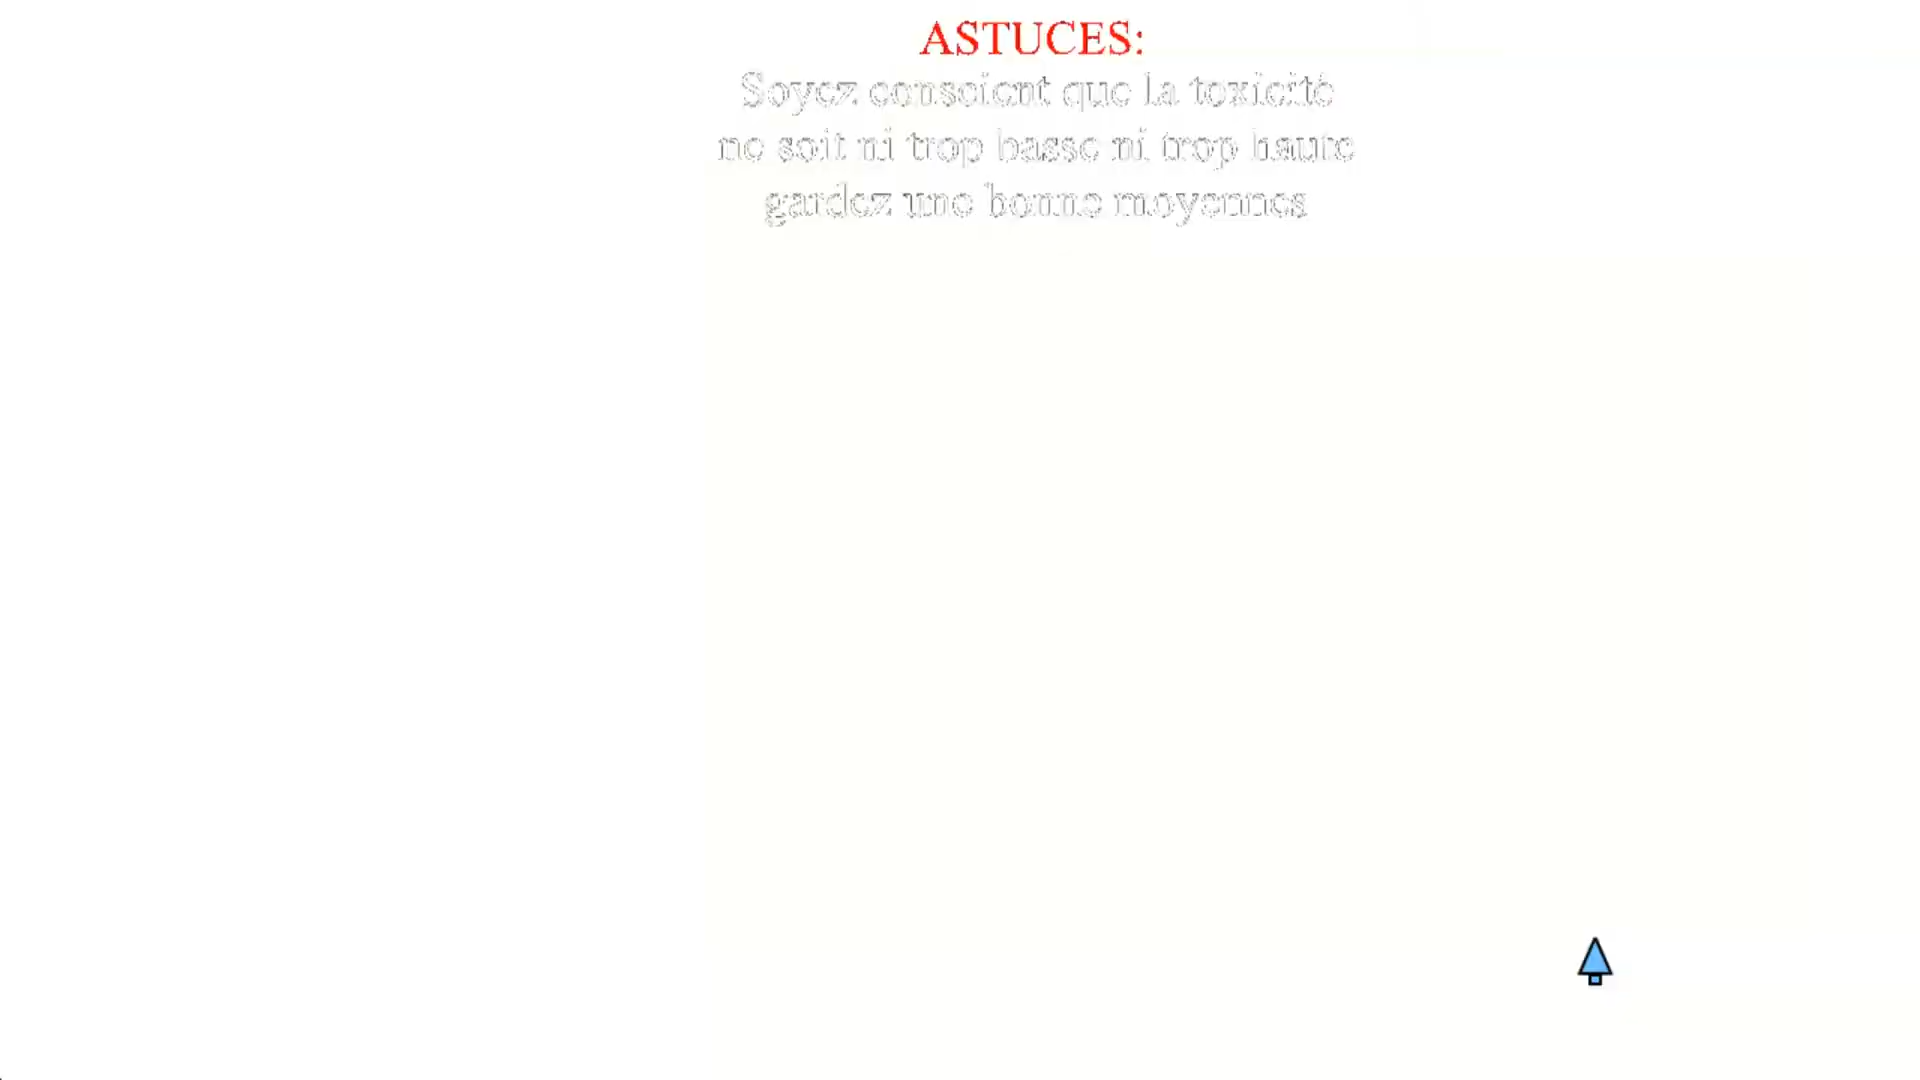 ASTUCES:
Soyez conscient que la toxicité
ne soit ni trop basse ni trop haute
gardez une bonne moyennes